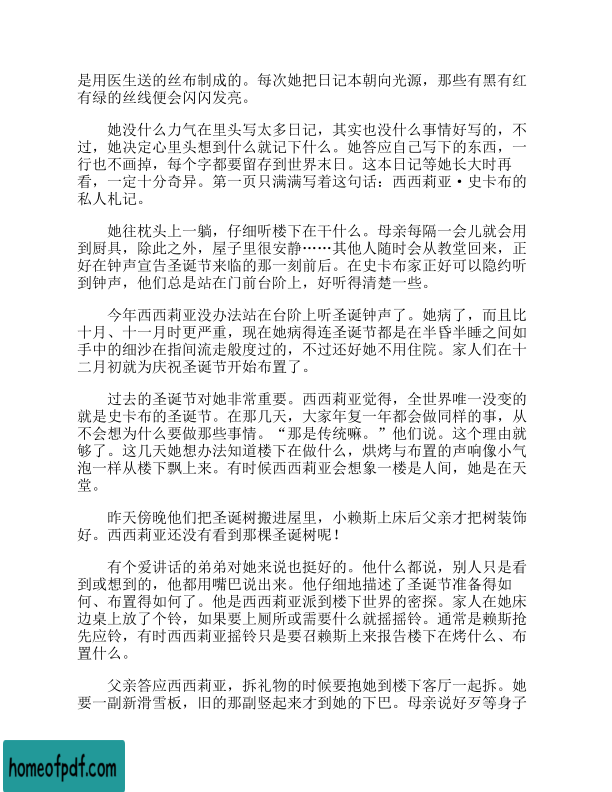 是用医生送的丝布制成的。每次她把日记本朝向光源，那些有黑有红
有绿的丝线便会闪闪发亮。
她没什么力气在里头写太多日记，其实也没什么事情好写的，不
过，她决定心里头想到什么就记下什么。她答应自己写下的东西，一
行也不画掉，每个字都要留存到世界末日。这本日记等她长大时再
看，一定十分奇异。第一页只满满写着这句话：西西莉亚·史卡布的
私人札记。
她往枕头上一躺，仔细听楼下在干什么。母亲每隔一会儿就会用
到厨具，除此之外，屋子里很安静……其他人随时会从教堂回来，正
好在钟声宣告圣诞节来临的那一刻前后。在史卡布家正好可以隐约听
到钟声，他们总是站在门前台阶上，好听得清楚一些。
今年西西莉亚没办法站在台阶上听圣诞钟声了。她病了，而且比
十月、十一月时更严重，现在她病得连圣诞节都是在半昏半睡之间如
手中的细沙在指间流走般度过的，不过还好她不用住院。家人们在十
二月初就为庆祝圣诞节开始布置了。
过去的圣诞节对她非常重要。西西莉亚觉得，全世界唯一没变的
就是史卡布的圣诞节。在那几天，大家年复一年都会做同样的事，从
不会想为什么要做那些事情。“那是传统嘛。”他们说。这个理由就
够了。这几天她想办法知道楼下在做什么，烘烤与布置的声响像小气
泡一样从楼下飘上来。有时候西西莉亚会想象一楼是人间，她是在天
堂。
昨天傍晚他们把圣诞树搬进屋里，小赖斯上床后父亲才把树装饰
好。西西莉亚还没有看到那棵圣诞树呢！
有个爱讲话的弟弟对她来说也挺好的。他什么都说，别人只是看
到或想到的，他都用嘴巴说出来。他仔细地描述了圣诞节准备得如
何、布置得如何了。他是西西莉亚派到楼下世界的密探。家人在她床
边桌上放了个铃，如果要上厕所或需要什么就摇摇铃。通常是赖斯抢
先应铃，有时西西莉亚摇铃只是要召赖斯上来报告楼下在烤什么、布
置什么。
父亲答应西西莉亚，拆礼物的时候要抱她到楼下客厅一起拆。她
要一副新滑雪板，旧的那副竖起来才到她的下巴。母亲说好歹等身子
homeofpdf.com